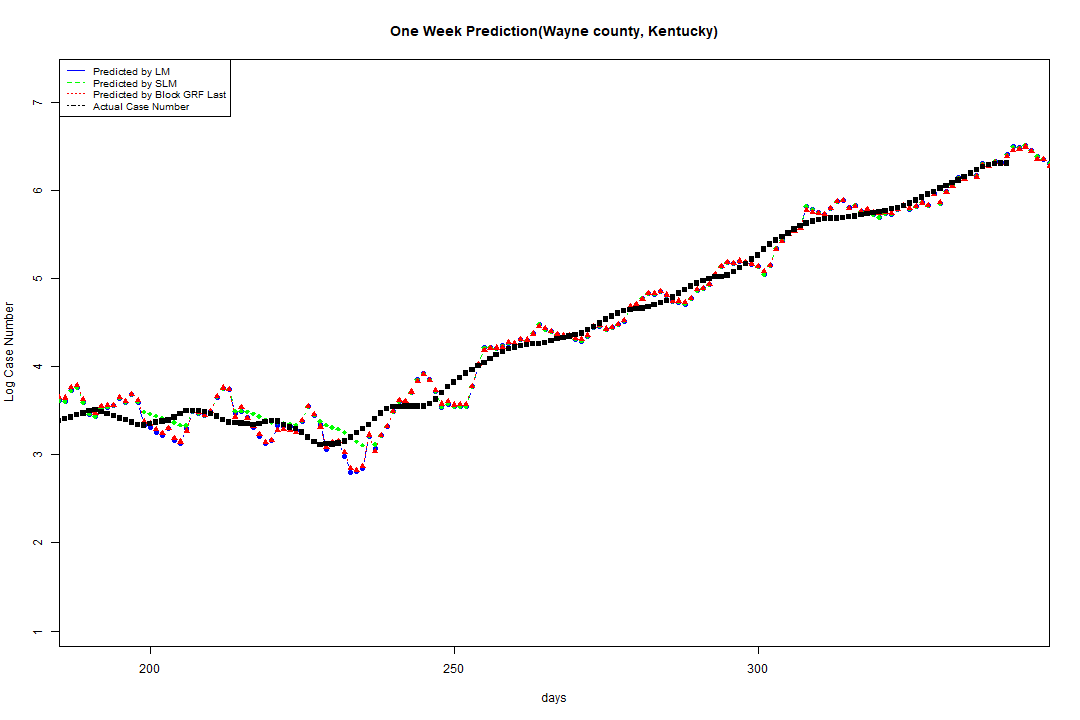 One Week Prediction(Wayne county, Kentucky)
Predicted by LM
Predicted by SLM
Predicted by Block GRF Last
Actual Case Number
7
6
5
4
3
2
1
Log Case Number
200 250 300
days